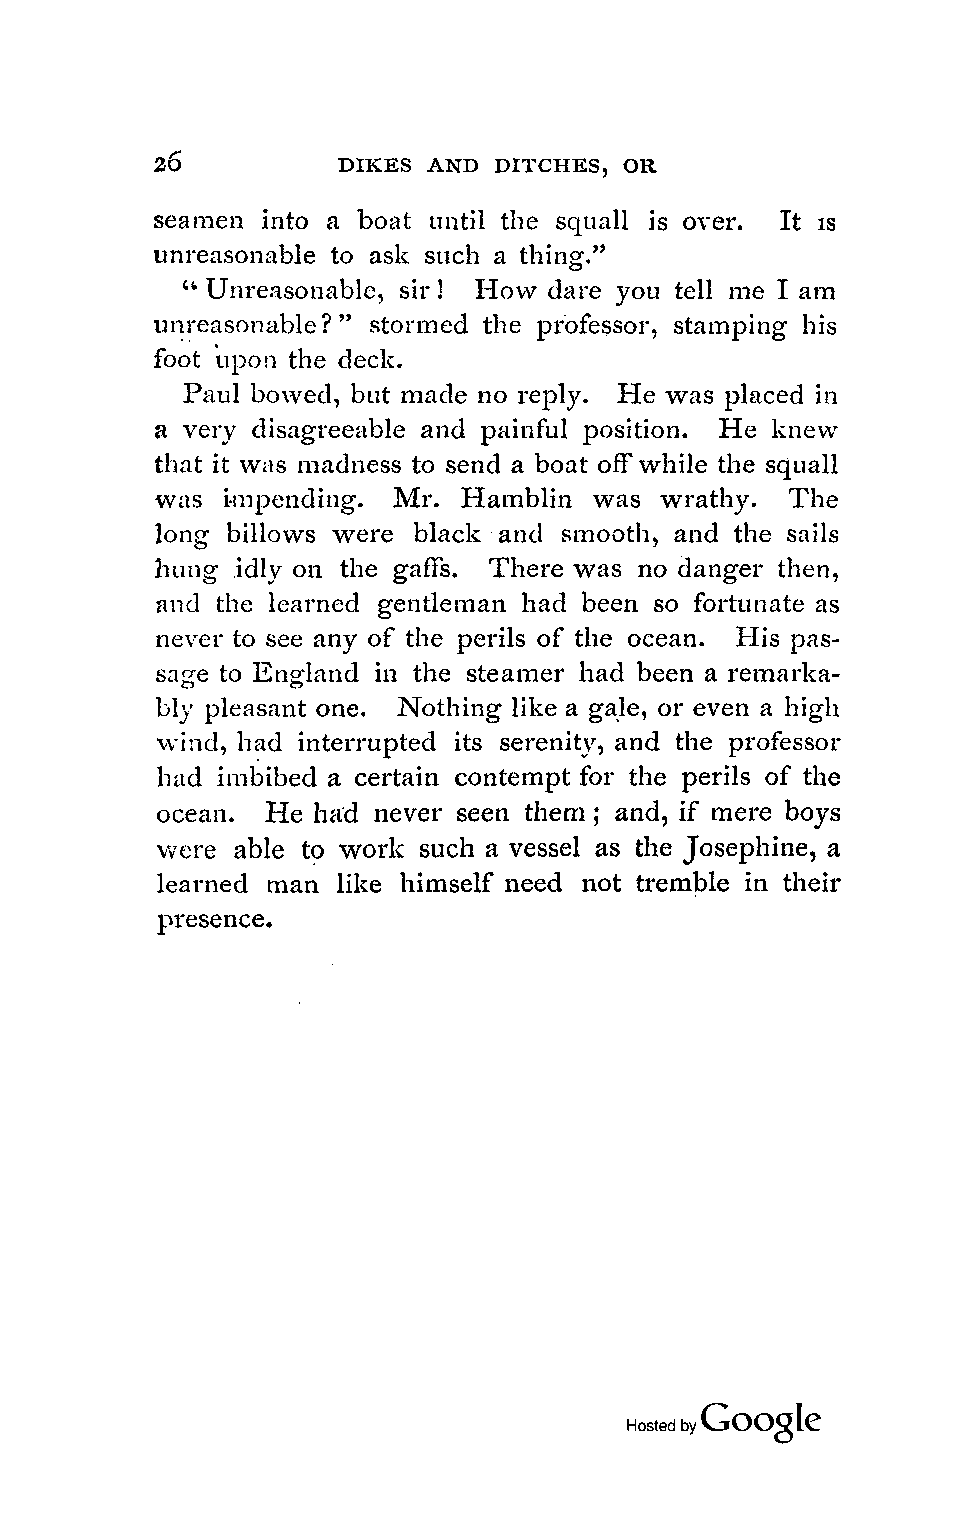 26 DIKES AND DITCHES, OR
seamen into a boat until the squall is over. It is
unreasonable to ask such a thing."
"Unreasonable, sir! How dare you tell me I am
unreasonable?" stormed the professor, stamping his
foot upon the deck.
Paul bowed, but made no reply. He was placed in
a very disagreeable and painful position. He knew
that it was madness to send a boat off while the squall
was impending. Mr. Hamblin was wrathy. The
long billows were black and smooth, and the sails
hung idly on the gaffs. There was no danger then,
and the learned gentleman had been so fortunate as
never to see any of the perils of the ocean. His pas-
sage to England in the steamer had been a remarka-
bly pleasant one. Nothing like a gale, or even a high
wind, had interrupted its serenity, and the professor
had imbibed a certain contempt for the perils of the
ocean. He had never seen them; and, if mere boys
were able to work such a vessel as the Josephine, a
learned man like himself need not tremble in their
presence.
Hosted by Google